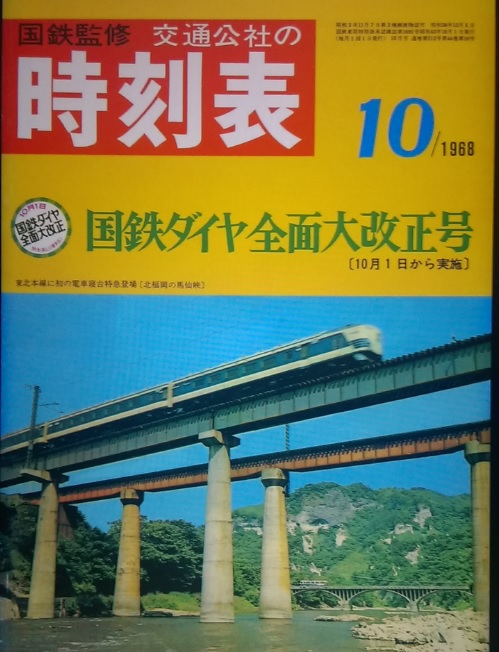 国鉄監修 交通公社の
時刻表
10/1968
10月1日
国鉄ダイヤ
全面大改正
国鉄ダイヤ全面大改正号
〔10月1日から実施〕
東北本線に初の電車寝台特急登場〔北福岡の馬仙峡〕